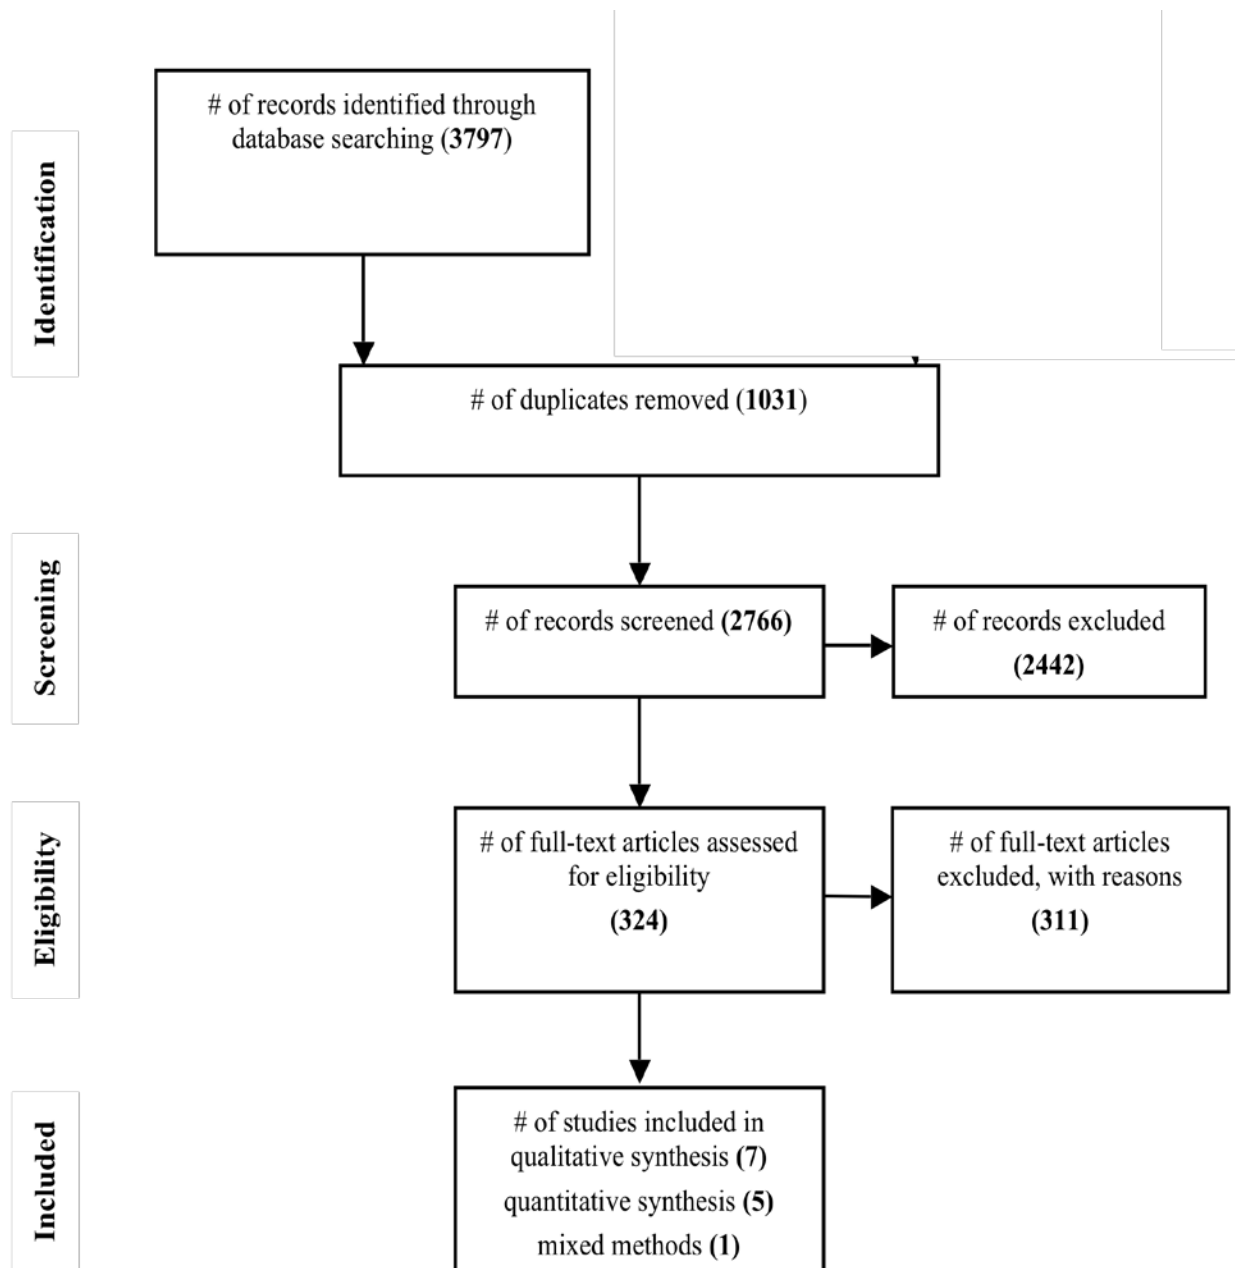 Identification
# of records identified through
database searching (3797)
# of duplicates removed (1031)
Screening
# of records screened (2766)
# of records excluded
(2442)
Eligibility
# of full-text articles assessed
for eligibility
(324)
# of full-text articles
excluded, with reasons
(311)
Included
# of studies included in
qualitative synthesis (7)
quantitative synthesis (5)
mixed methods (1)